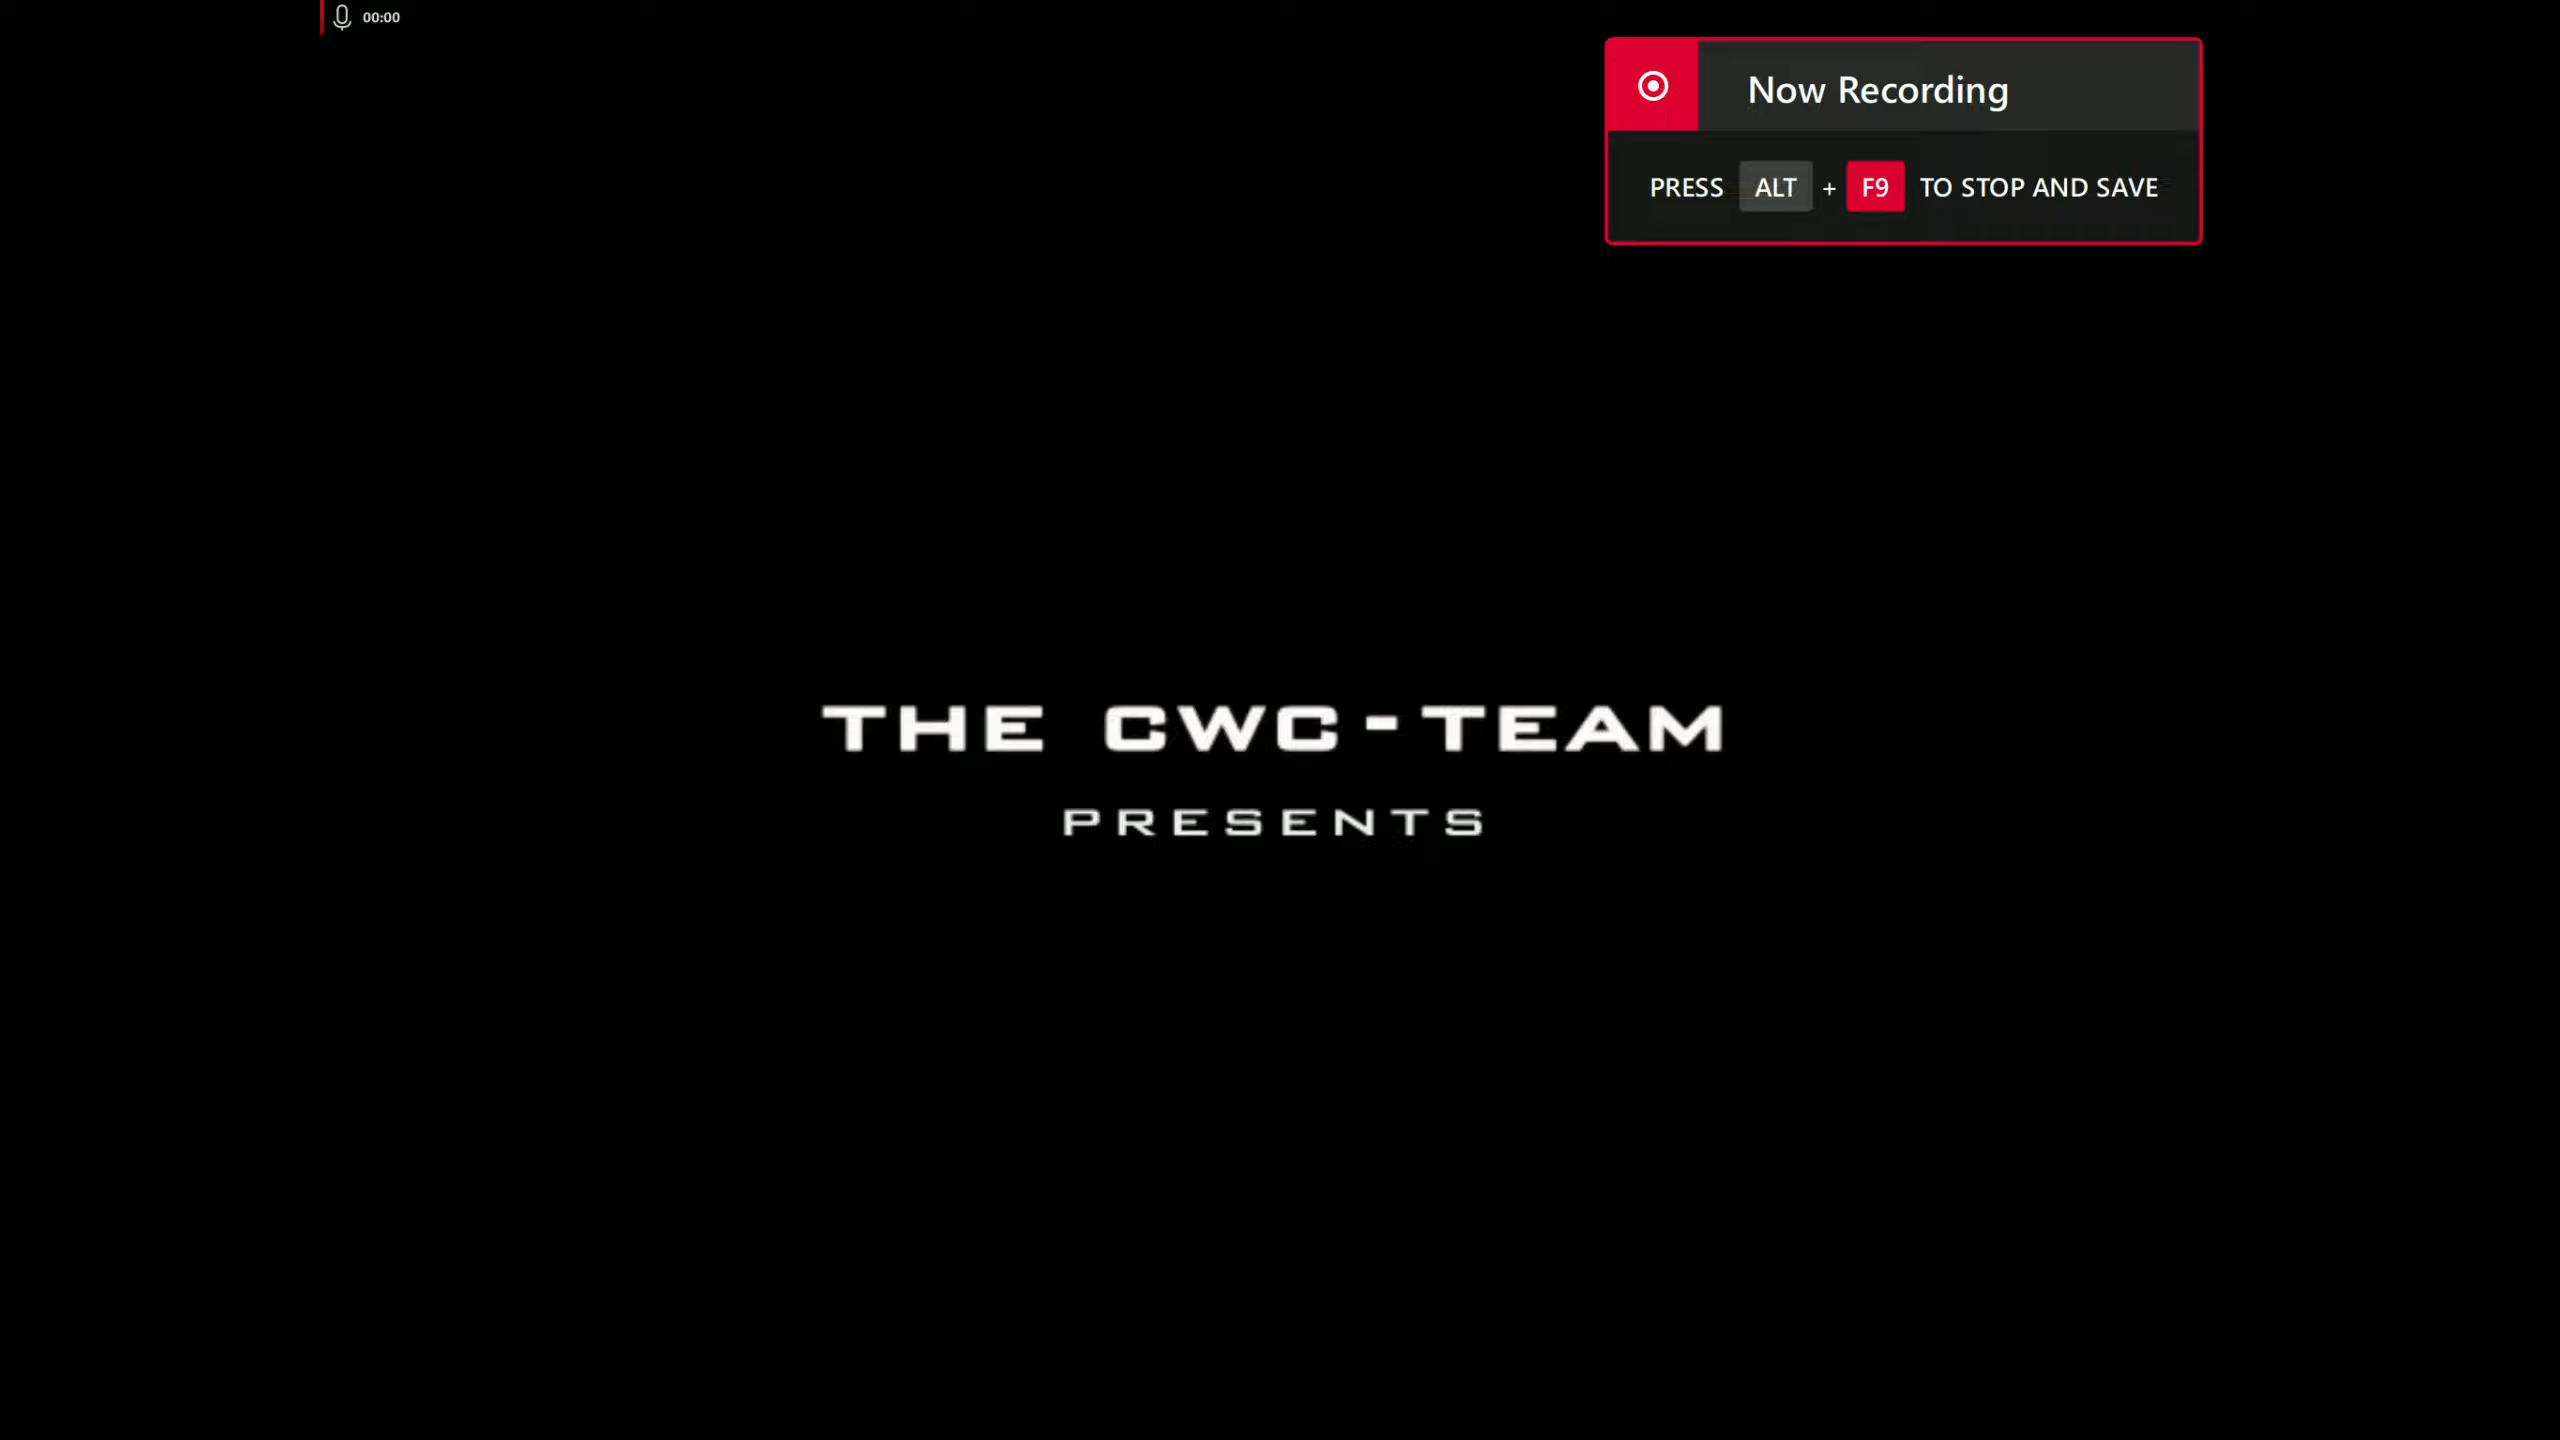 00:00
Now Recording
PRESS ALT + F9 TO STOP AND SAVE
THE CWC-TEAM
PRESENTS